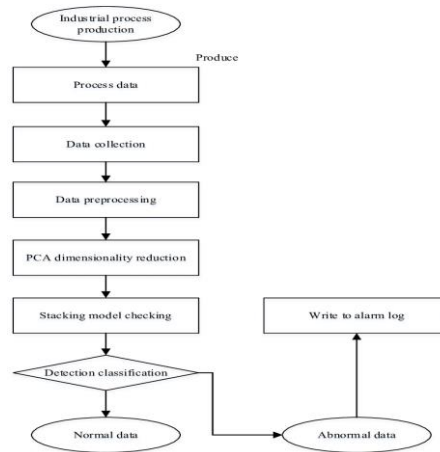 Industrial process
production
Produce
Process data
Data collection
Data preprocessing
PCA dimensionality reduction
Stacking model checking
Write to alarm log
Detection classification
Normal data
Abnormal data